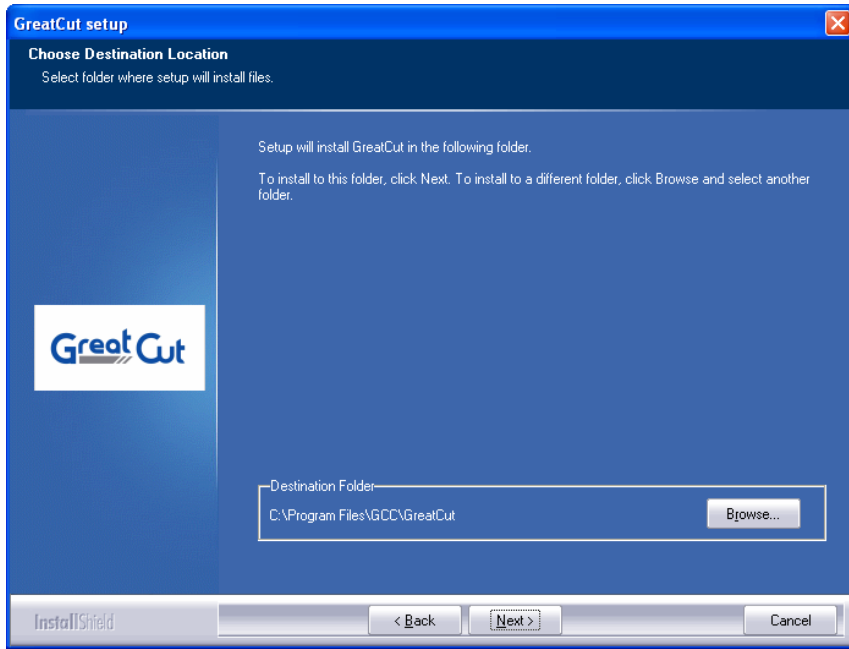 GreatCut setup
Choose Destination Location
Select folder where setup will install files.
Setup will install GreatCut in the following folder.
To install to this folder, click Next. To install to a different folder, click Browse and select another
folder.
Great Cut
Destination Folder
C:\Program Files\GCC\GreatCut
Browse...
InstallShield
< Back
Next >
Cancel